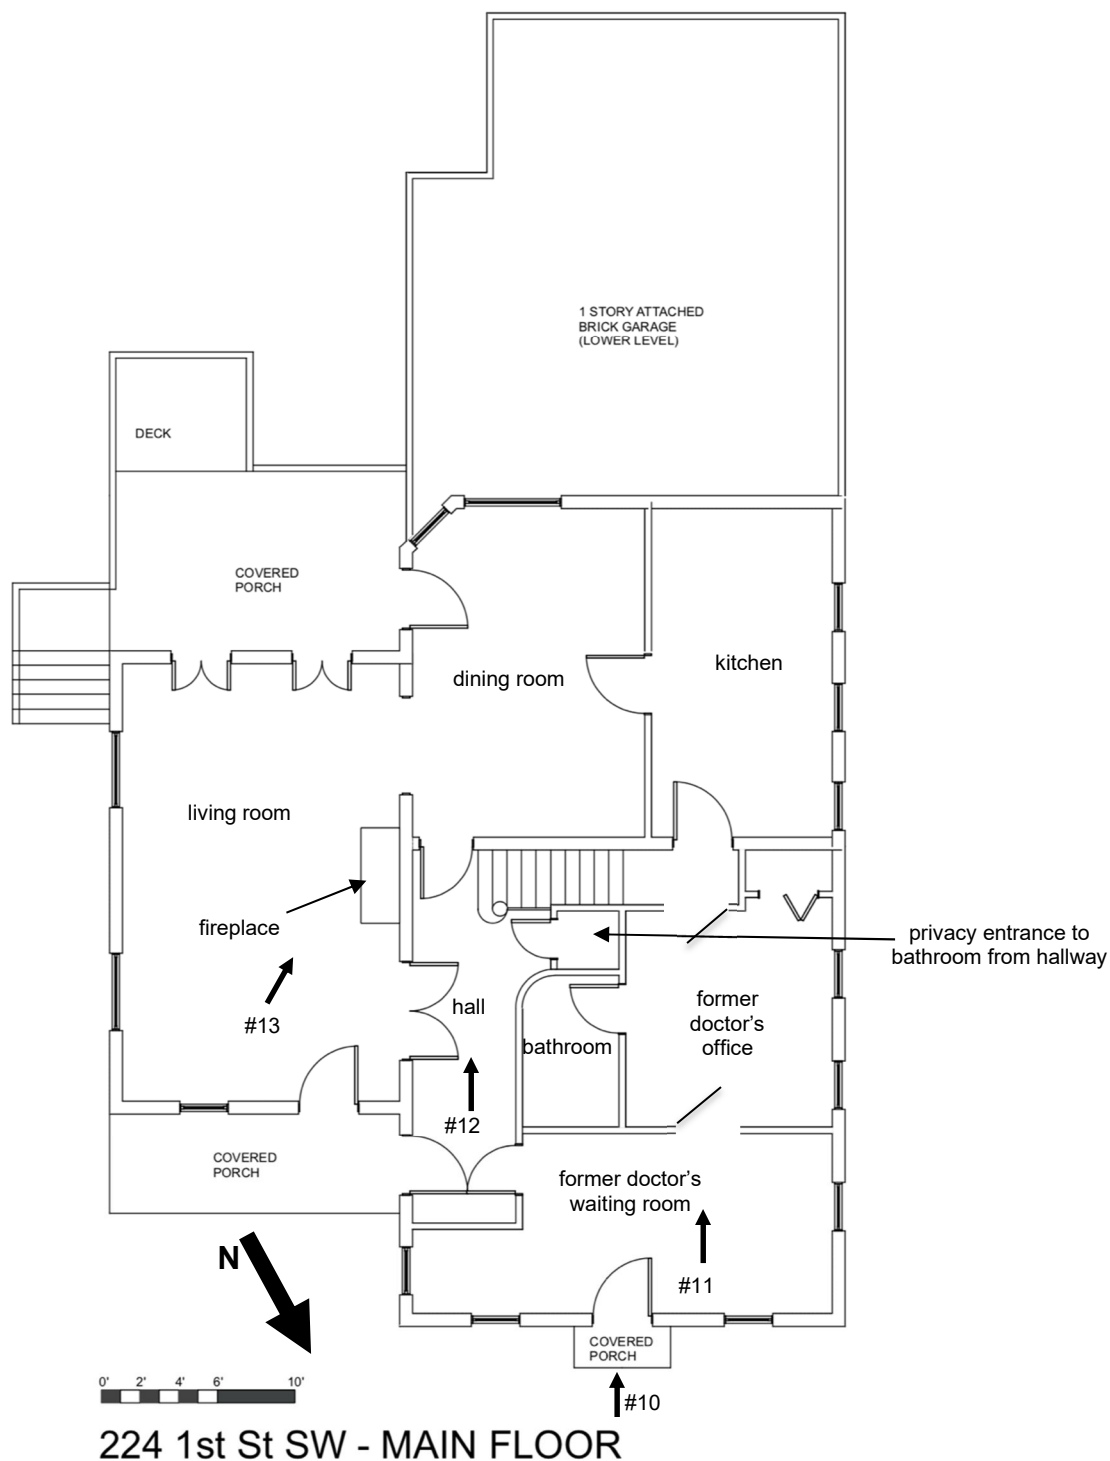 1 STORY ATTACHED
BRICK GARAGE
(LOWER LEVEL)
DECK
COVERED
PORCH
kitchen
dining room
living room
fireplace
privacy entrance to
bathroom from hallway
#13
hall
former
doctor's
office
bathroom
#12
COVERED
PORCH
former doctor's
waiting room
N
#11
COVERED
PORCH
#10
0' 2' 4' 6' 10'
224 1st St SW - MAIN FLOOR